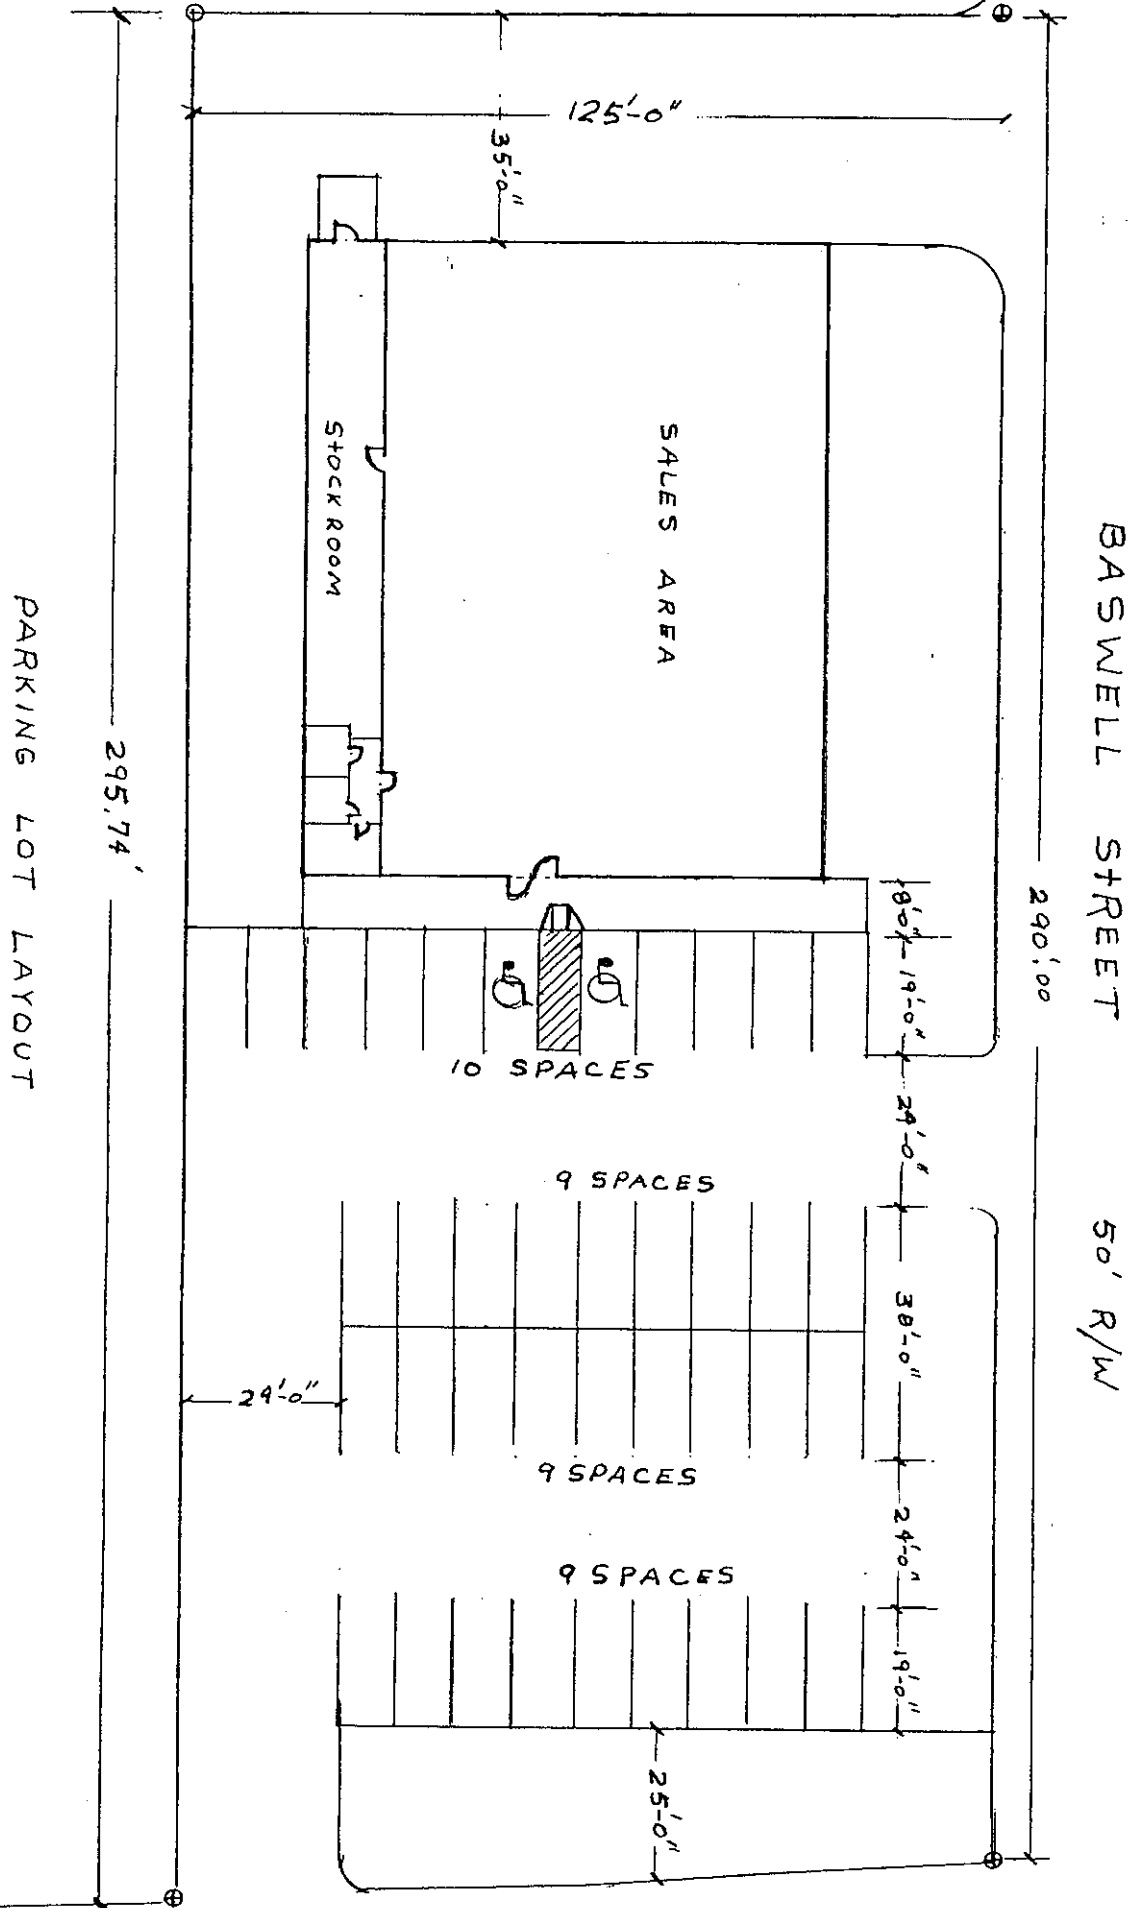 125'-0"
35'-0"
BASWELL STREET 50' R/W
290.'00
SALES AREA
StOCK ROOM
8'-0"
19'-0"
10 SPACES
24'-0"
9 SPACES
38'-0"
24'-0"
9 SPACES
24'-0"
9 SPACES
19'-0"
25'-0"
295.74'
PARKING LOT LAYOUT